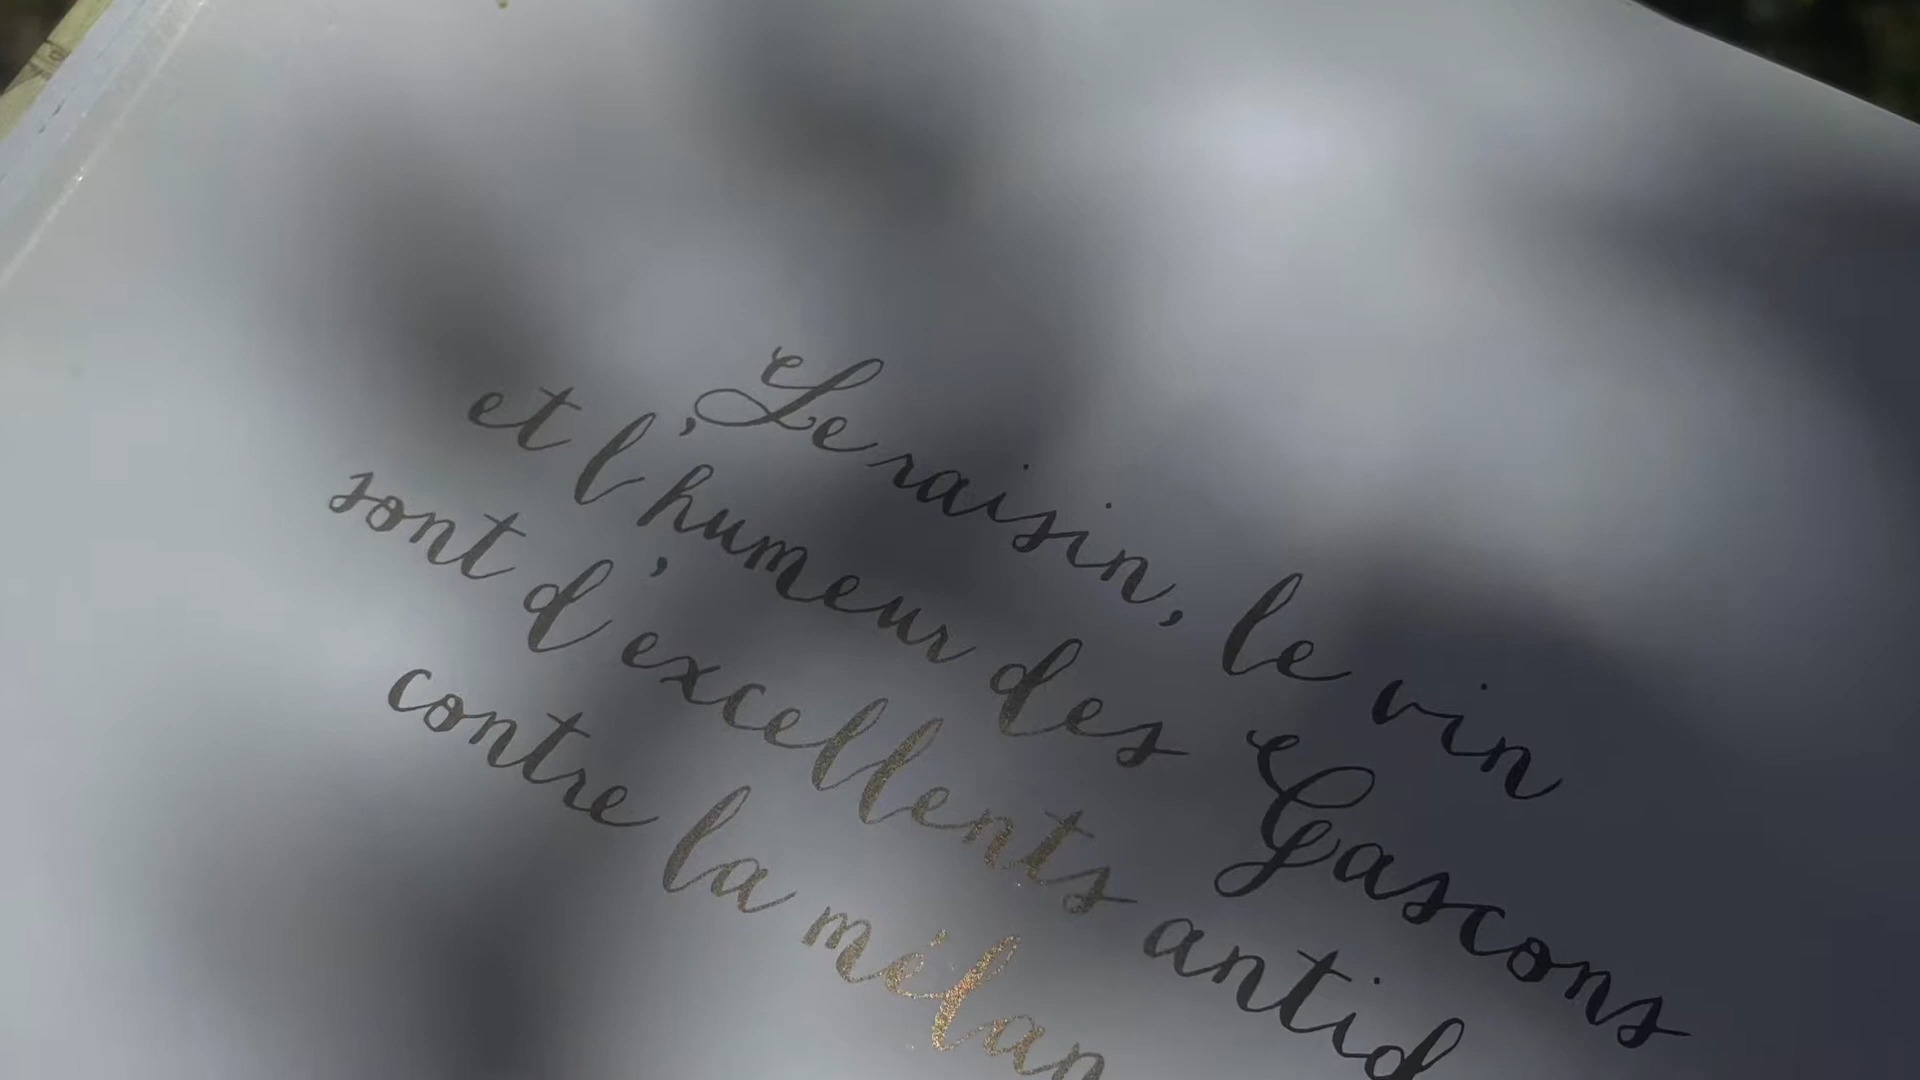 Le raisin, le vin
et l'humeur des Gascons
sont d'excellents antid
contre la mélan